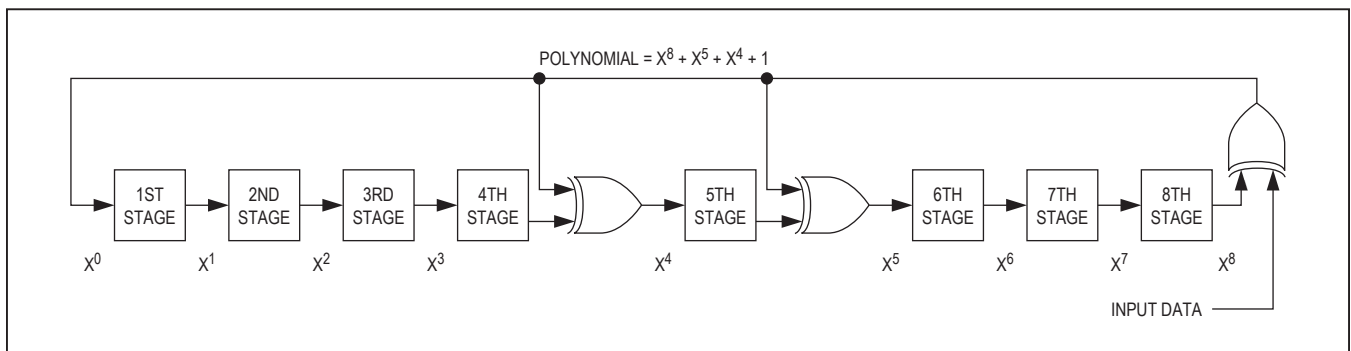 POLYNOMIAL = X⁸ + X⁵ + X⁴ + 1
1ST
STAGE
2ND
STAGE
3RD
STAGE
4TH
STAGE
5TH
STAGE
6TH
STAGE
7TH
STAGE
8TH
STAGE
X⁰
X¹
X²
X³
X⁴
X⁵
X⁶
X⁷
X⁸
INPUT DATA